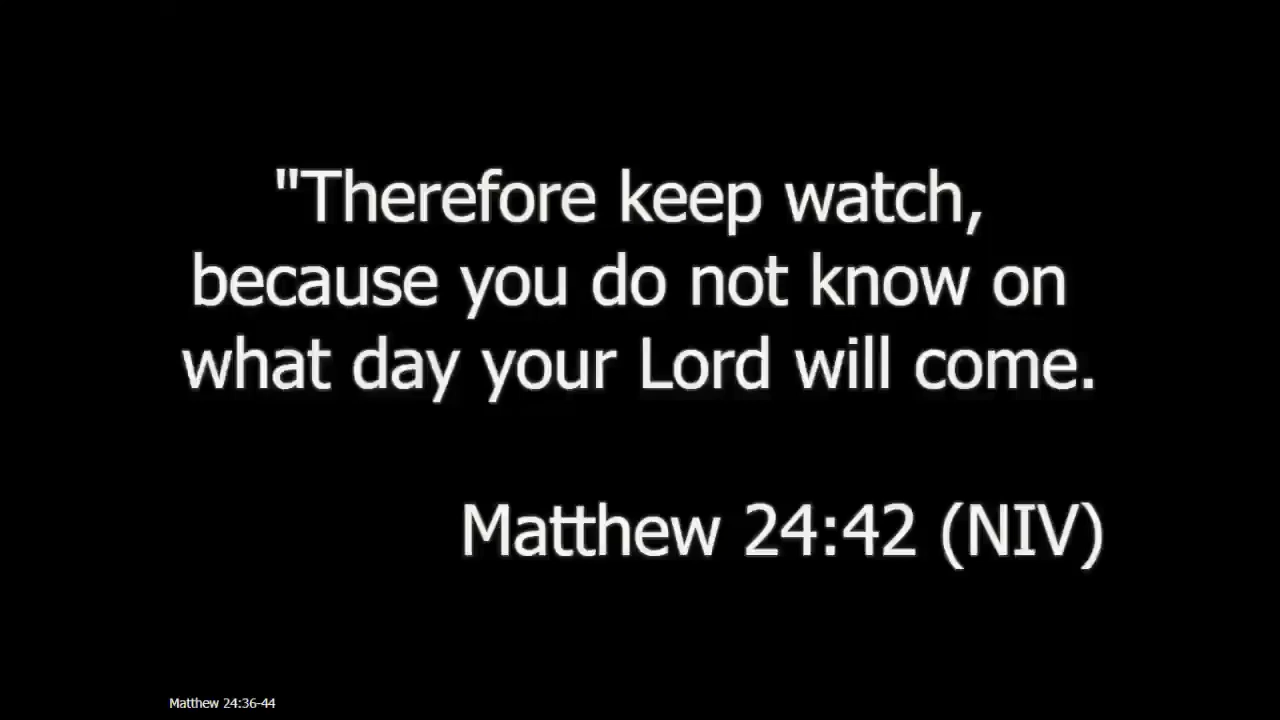 "Therefore keep watch,
because you do not know on
what day your Lord will come.
Matthew 24:42 (NIV)
Matthew 24:36-44